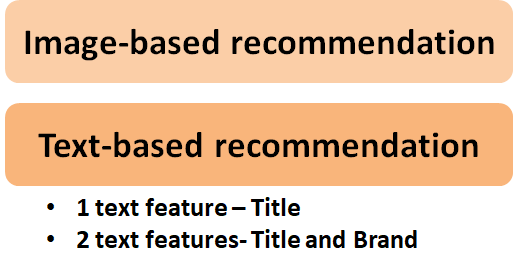 Image-based recommendation
Text-based recommendation
• 1 text feature – Title
• 2 text features- Title and Brand